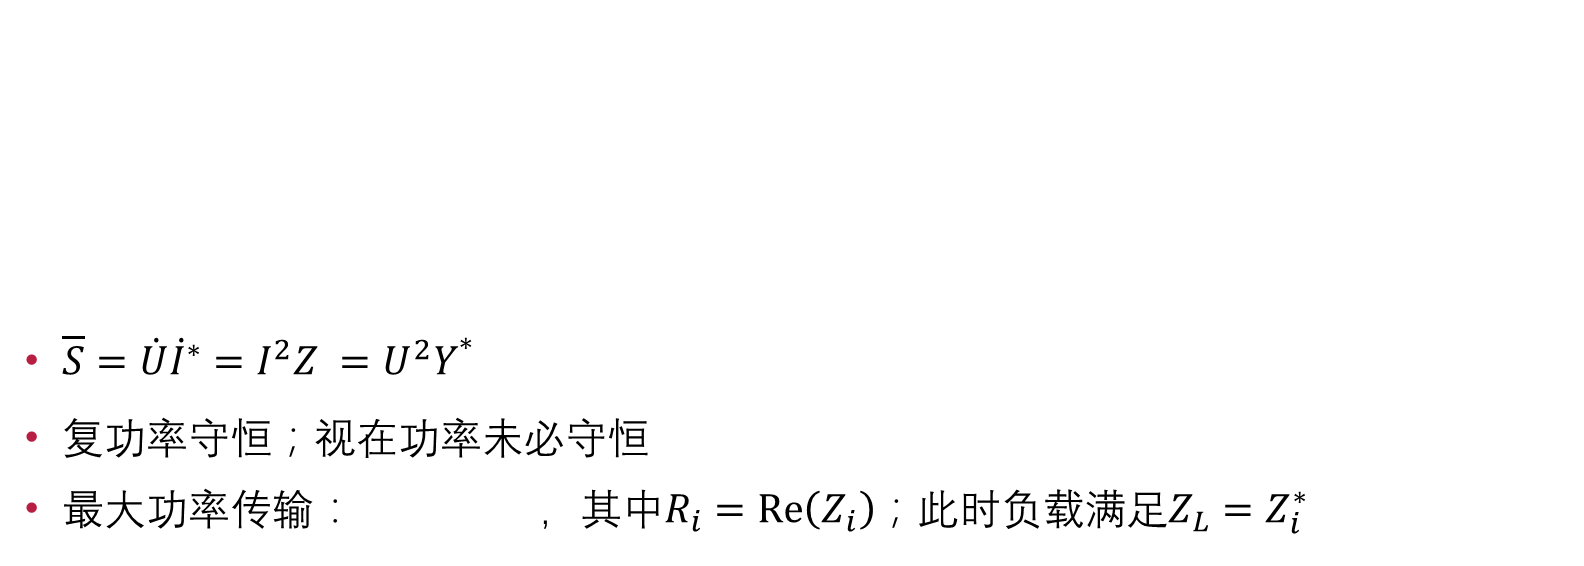 • S̅ = U̇İ* = I²Z = U²Y*
• 复功率守恒；视在功率未必守恒
• 最大功率传输： ， 其中Rᵢ = Re(Zᵢ)；此时负载满足Z_L = Zᵢ*